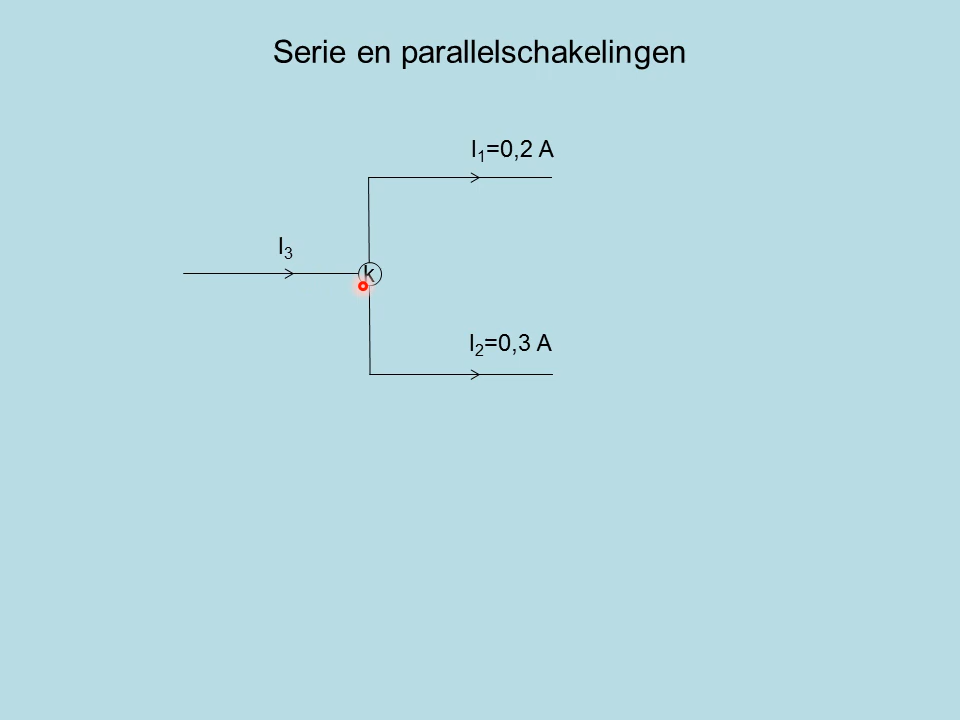 Serie en parallelschakelingen
I₁=0,2 A
I₃
k
I₂=0,3 A